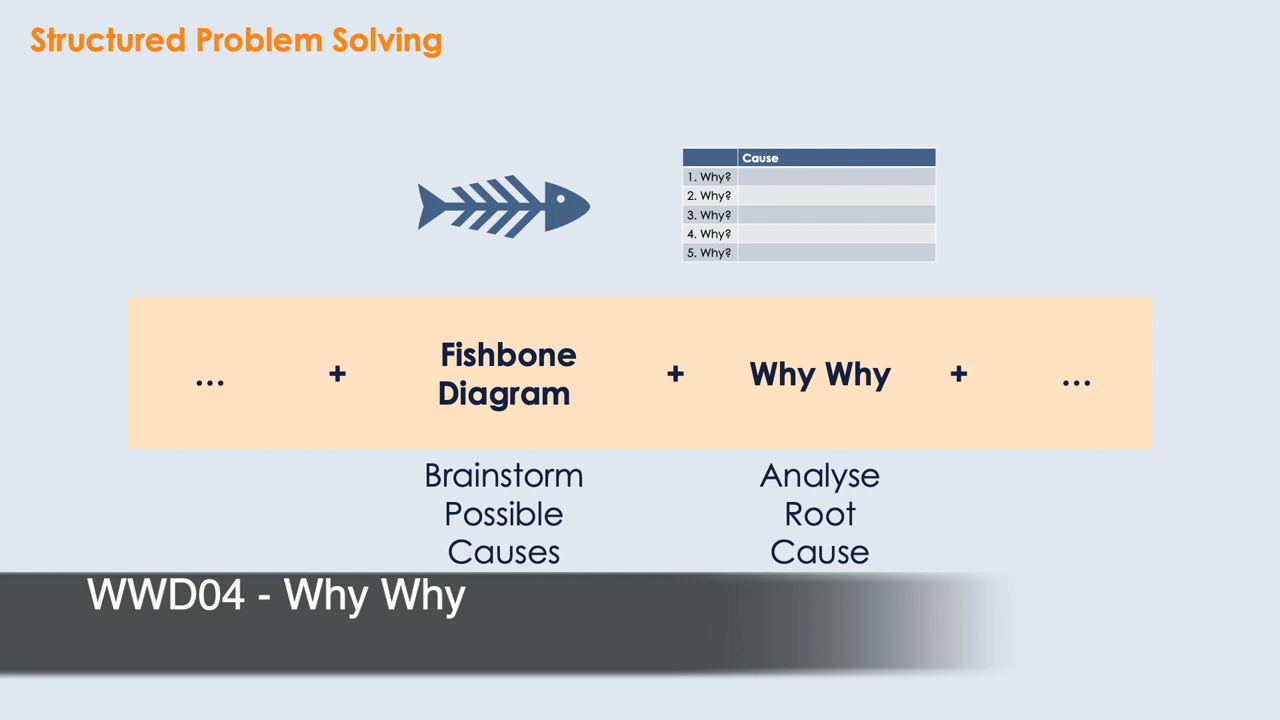 Structured Problem Solving
Cause
1. Why?
2. Why?
3. Why?
4. Why?
5. Why?
... + Fishbone Diagram + Why Why + ...
Brainstorm
Possible
Causes
Analyse
Root
Cause
WWD04 - Why Why